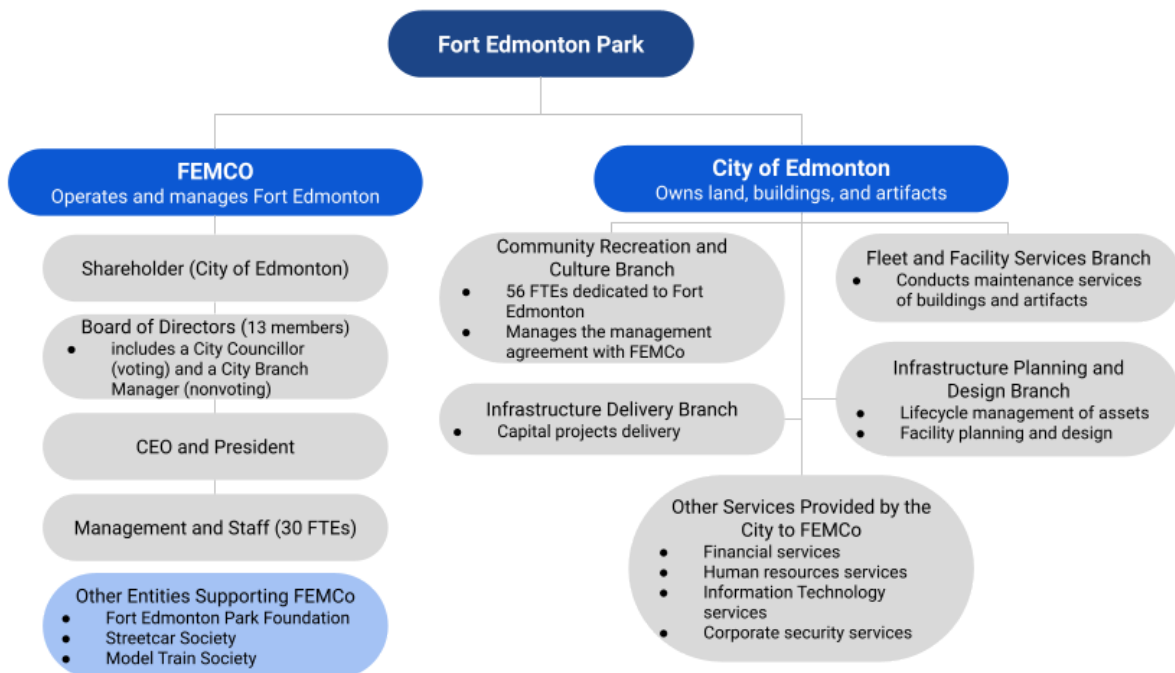 Fort Edmonton Park
FEMCO
Operates and manages Fort Edmonton
Shareholder (City of Edmonton)
Board of Directors (13 members)
● includes a City Councillor
(voting) and a City Branch
Manager (nonvoting)
CEO and President
Management and Staff (30 FTEs)
Other Entities Supporting FEMCo
● Fort Edmonton Park Foundation
● Streetcar Society
● Model Train Society
City of Edmonton
Owns land, buildings, and artifacts
Community Recreation and
Culture Branch
● 56 FTEs dedicated to Fort
Edmonton
● Manages the management
agreement with FEMCo
Fleet and Facility Services Branch
● Conducts maintenance services
of buildings and artifacts
Infrastructure Delivery Branch
● Capital projects delivery
Infrastructure Planning and
Design Branch
● Lifecycle management of assets
● Facility planning and design
Other Services Provided by the
City to FEMCo
● Financial services
● Human resources services
● Information Technology
services
● Corporate security services